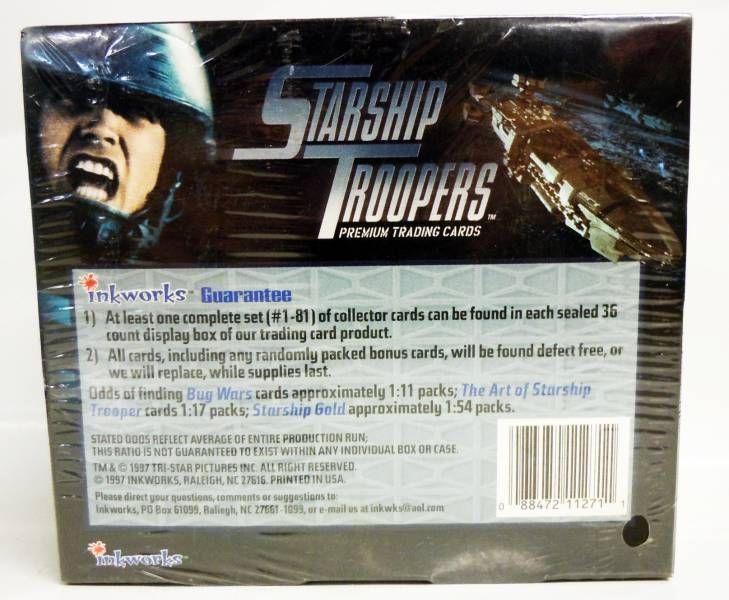 STARSHIP
TROOPERS™
PREMIUM TRADING CARDS
inkworks™ Guarantee
1) At least one complete set (#1-81) of collector cards can be found in each sealed 36
count display box of our trading card product.
2) All cards, including any randomly packed bonus cards, will be found defect free, or
we will replace, while supplies last.
Odds of finding Bug Wars cards approximately 1:11 packs; The Art of Starship
Trooper cards 1:17 packs; Starship Gold approximately 1:54 packs.
STATED ODDS REFLECT AVERAGE OF ENTIRE PRODUCTION RUN;
THIS RATIO IS NOT GUARANTEED TO EXIST WITHIN ANY INDIVIDUAL BOX OR CASE.
TM & © 1997 TRI-STAR PICTURES INC. ALL RIGHT RESERVED.
© 1997 INKWORKS, RALEIGH, NC 27616. PRINTED IN USA.
Please direct your questions, comments or suggestions to:
Inkworks, PO Box 61099, Raliegh, NC 27661-1099, or e-mail us at inkwks@aol.com
0 88472 11271 1
inkworks™